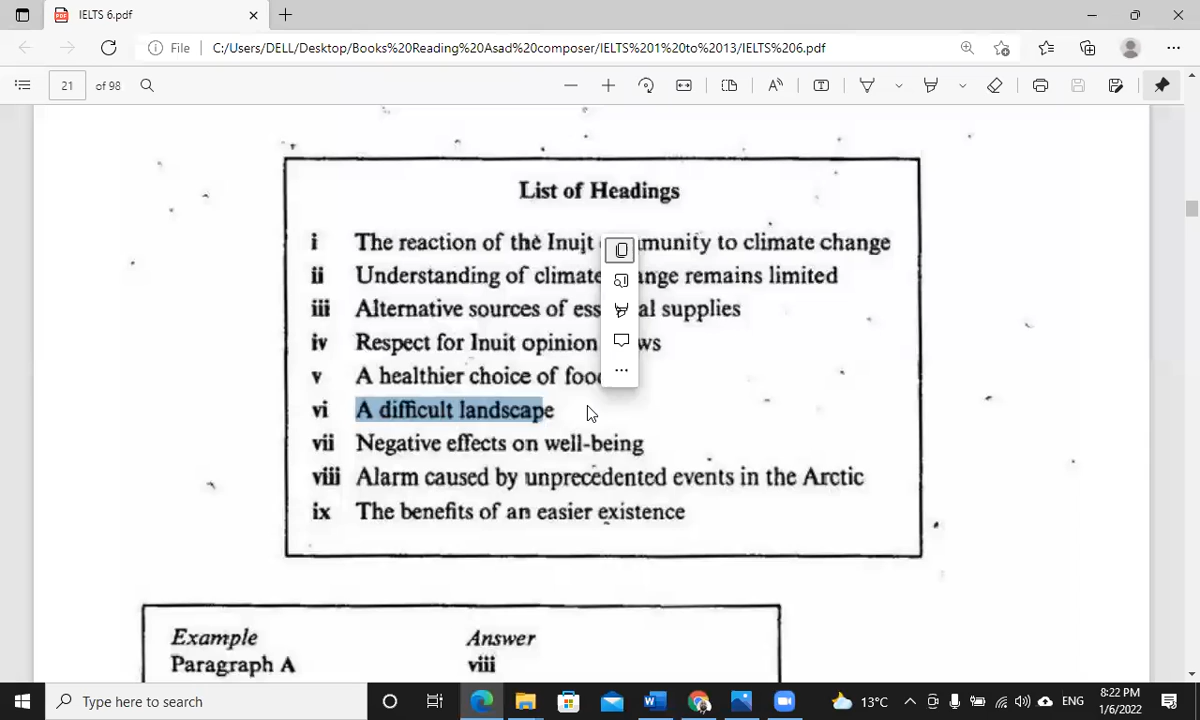 IELTS 6.pdf
File C:/Users/DELL/Desktop/Books%20Reading%20Asad%20composer/IELTS%201%20to%2013/IELTS%206.pdf
21 of 98
List of Headings
i The reaction of the Inuit munity to climate change
ii Understanding of climate nge remains limited
iii Alternative sources of ess al supplies
iv Respect for Inuit opinion ws
v A healthier choice of foo
vi A difficult landscape
vii Negative effects on well-being
viii Alarm caused by unprecedented events in the Arctic
ix The benefits of an easier existence
Example Answer
Paragraph A viii
Type here to search
13°C
ENG
8:22 PM
1/6/2022